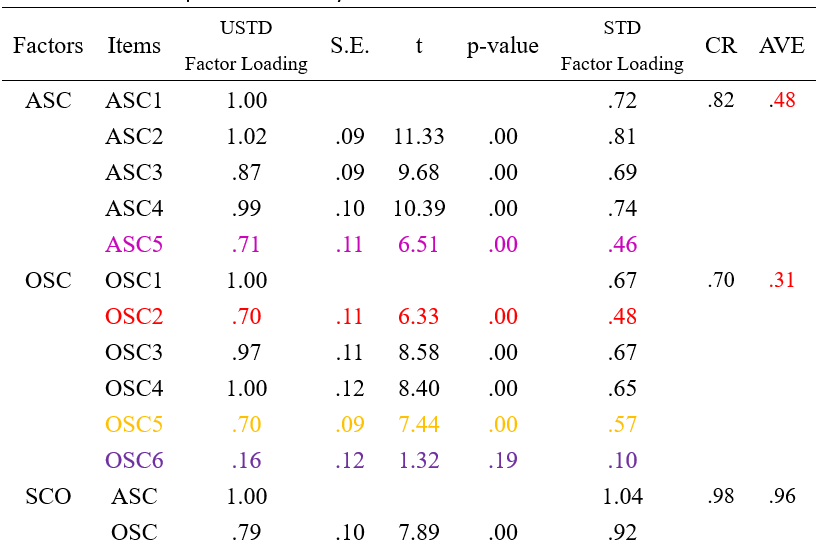 Factors Items USTD Factor Loading S.E. t p-value STD Factor Loading CR AVE
ASC ASC1 1.00 .72 .82 .48
ASC2 1.02 .09 11.33 .00 .81
ASC3 .87 .09 9.68 .00 .69
ASC4 .99 .10 10.39 .00 .74
ASC5 .71 .11 6.51 .00 .46
OSC OSC1 1.00 .67 .70 .31
OSC2 .70 .11 6.33 .00 .48
OSC3 .97 .11 8.58 .00 .67
OSC4 1.00 .12 8.40 .00 .65
OSC5 .70 .09 7.44 .00 .57
OSC6 .16 .12 1.32 .19 .10
SCO ASC 1.00 1.04 .98 .96
OSC .79 .10 7.89 .00 .92